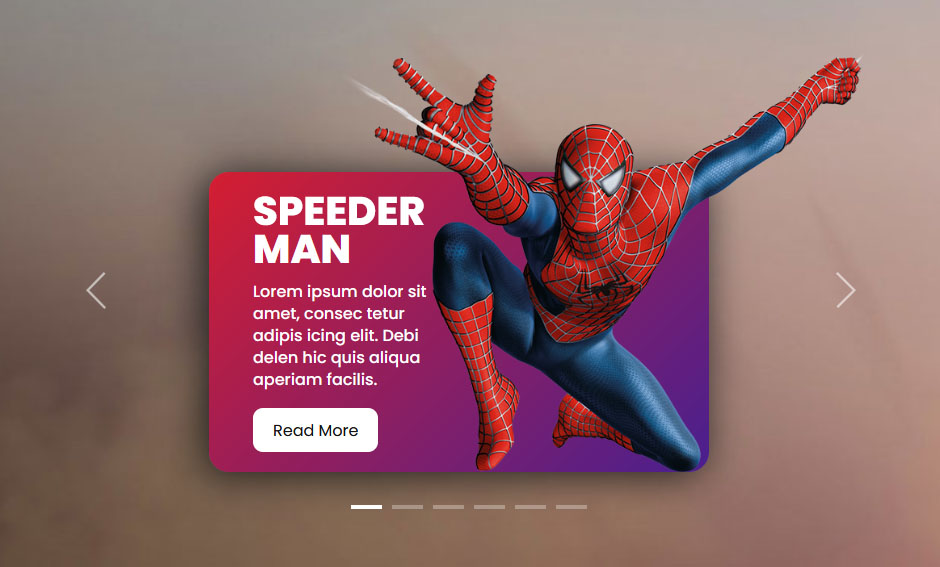 SPEEDER
MAN
Lorem ipsum dolor sit
amet, consec tetur
adipis icing elit. Debi
delen hic quis aliqua
aperiam facilis.
Read More